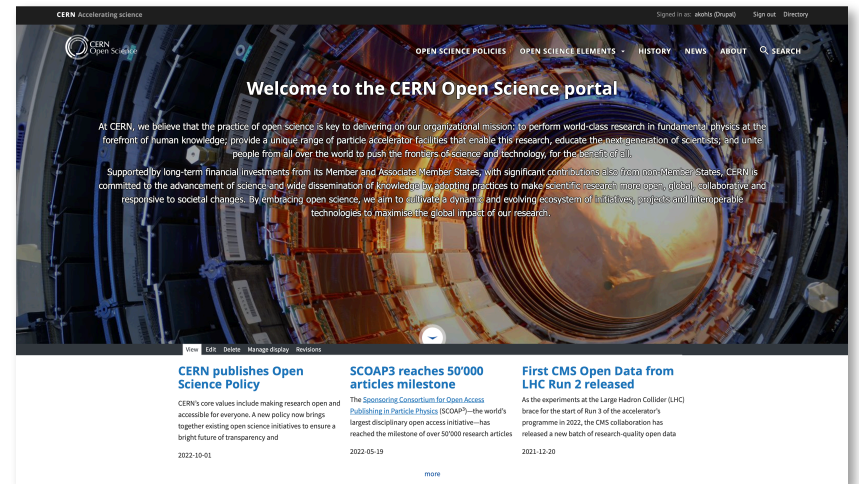 CERN Accelerating science
Signed in as: akohls (Drupal) Sign out Directory
CERN
Open Science
OPEN SCIENCE POLICIES OPEN SCIENCE ELEMENTS HISTORY NEWS ABOUT SEARCH
Welcome to the CERN Open Science portal
At CERN, we believe that the practice of open science is key to delivering on our organizational mission: to perform world-class research in fundamental physics at the
forefront of human knowledge; provide a unique range of particle accelerator facilities that enable this research, educate the next generation of scientists; and unite
people from all over the world to push the frontiers of science and technology, for the benefit of all.
Supported by long-term financial investments from its Member and Associate Member States, with significant contributions also from non-Member States, CERN is
committed to the advancement of science and wide dissemination of knowledge by adopting practices to make scientific research more open, global, collaborative and
responsive to societal changes. By embracing open science, we aim to cultivate a dynamic and evolving ecosystem of initiatives, projects and interoperable
technologies to maximise the global impact of our research.
View Edit Delete Manage display Revisions
CERN publishes Open
Science Policy
CERN's core values include making research open and
accessible for everyone. A new policy now brings
together existing open science initiatives to ensure a
bright future of transparency and
2022-10-01
SCOAP3 reaches 50'000
articles milestone
The Sponsoring Consortium for Open Access
Publishing in Particle Physics (SCOAP³)—the world's
largest disciplinary open access initiative—has
reached the milestone of over 50'000 research articles
2022-05-19
First CMS Open Data from
LHC Run 2 released
As the experiments at the Large Hadron Collider (LHC)
brace for the start of Run 3 of the accelerator's
programme in 2022, the CMS collaboration has
released a new batch of research-quality open data
2021-12-20
more